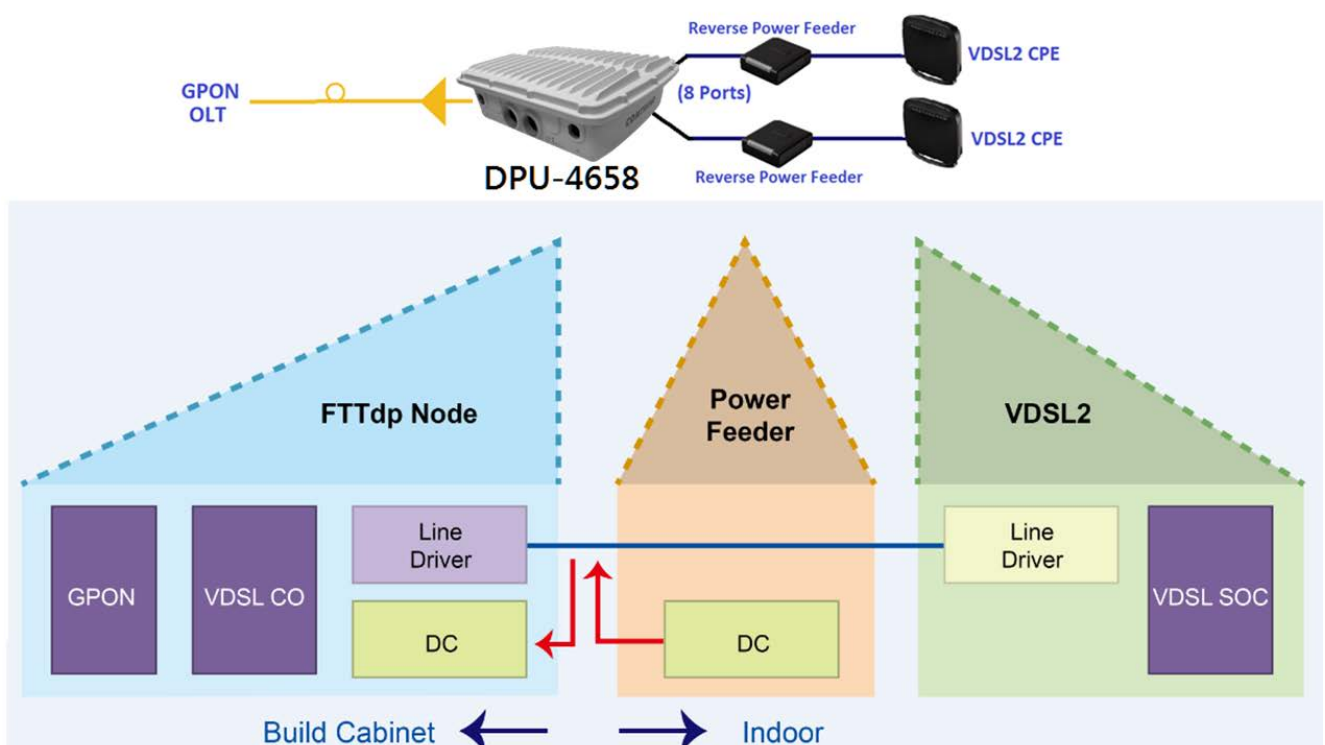 Reverse Power Feeder
VDSL2 CPE
GPON
OLT
(8 Ports)
VDSL2 CPE
Reverse Power Feeder
DPU-4658
FTTdp Node
Power
Feeder
VDSL2
Line
Driver
Line
Driver
GPON
VDSL CO
VDSL SOC
DC
DC
Build Cabinet
Indoor